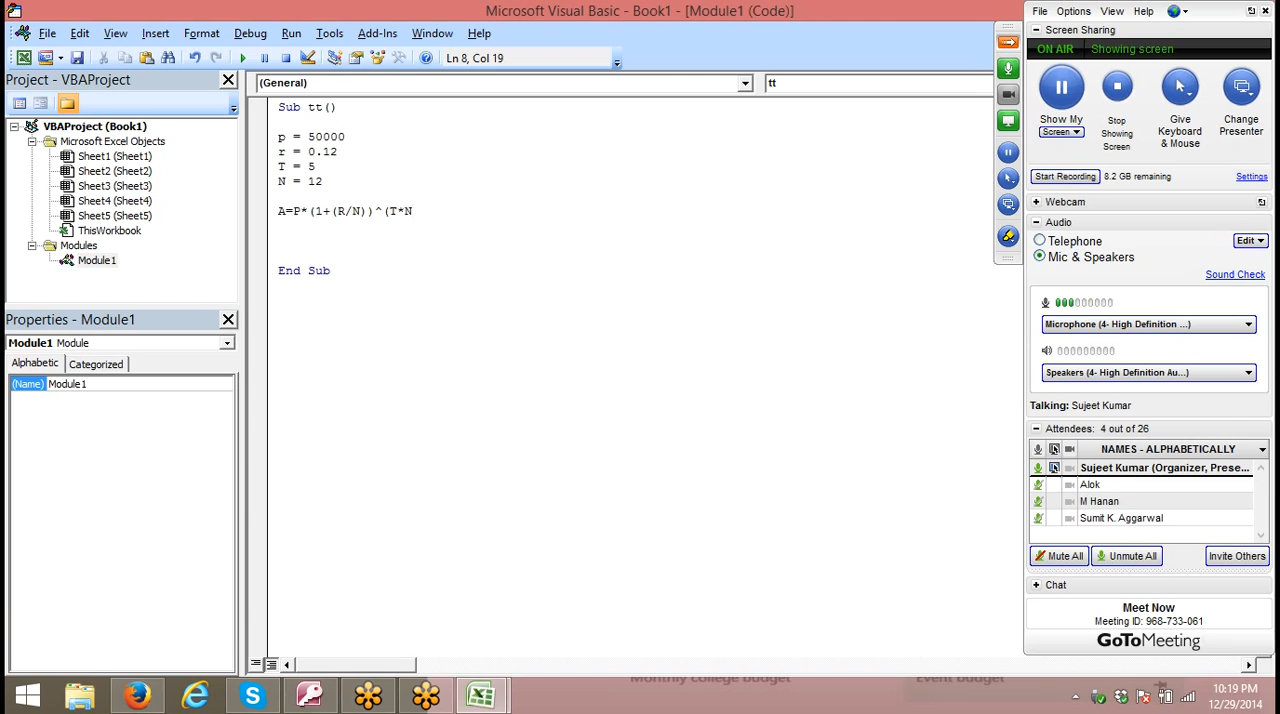 Microsoft Visual Basic - Book1 - [Module1 (Code)]
File Edit View Insert Format Debug Run Tools Add-Ins Window Help
Ln 8, Col 19
Project - VBAProject
VBAProject (Book1)
Microsoft Excel Objects
Sheet1 (Sheet1)
Sheet2 (Sheet2)
Sheet3 (Sheet3)
Sheet4 (Sheet4)
Sheet5 (Sheet5)
ThisWorkbook
Modules
Module1
Properties - Module1
Module1 Module
Alphabetic Categorized
(Name) Module1
(General) tt
Sub tt()
p = 50000
r = 0.12
T = 5
N = 12
A=P*(1+(R/N))^(T*N
End Sub
File Options View Help
Screen Sharing
ON AIR Showing screen
Show My
Screen
Stop
Showing
Screen
Give
Keyboard
& Mouse
Change
Presenter
Start Recording 8.2 GB remaining Settings
Webcam
Audio
Telephone Edit
Mic & Speakers
Sound Check
Microphone (4- High Definition ...)
Speakers (4- High Definition Au...)
Talking: Sujeet Kumar
Attendees: 4 out of 26
NAMES - ALPHABETICALLY
Sujeet Kumar (Organizer, Prese...
Alok
M Hanan
Sumit K. Aggarwal
Mute All Unmute All Invite Others
Chat
Meet Now
Meeting ID: 968-733-061
GoToMeeting
Monthly college budget Event budget
10:19 PM
12/29/2014